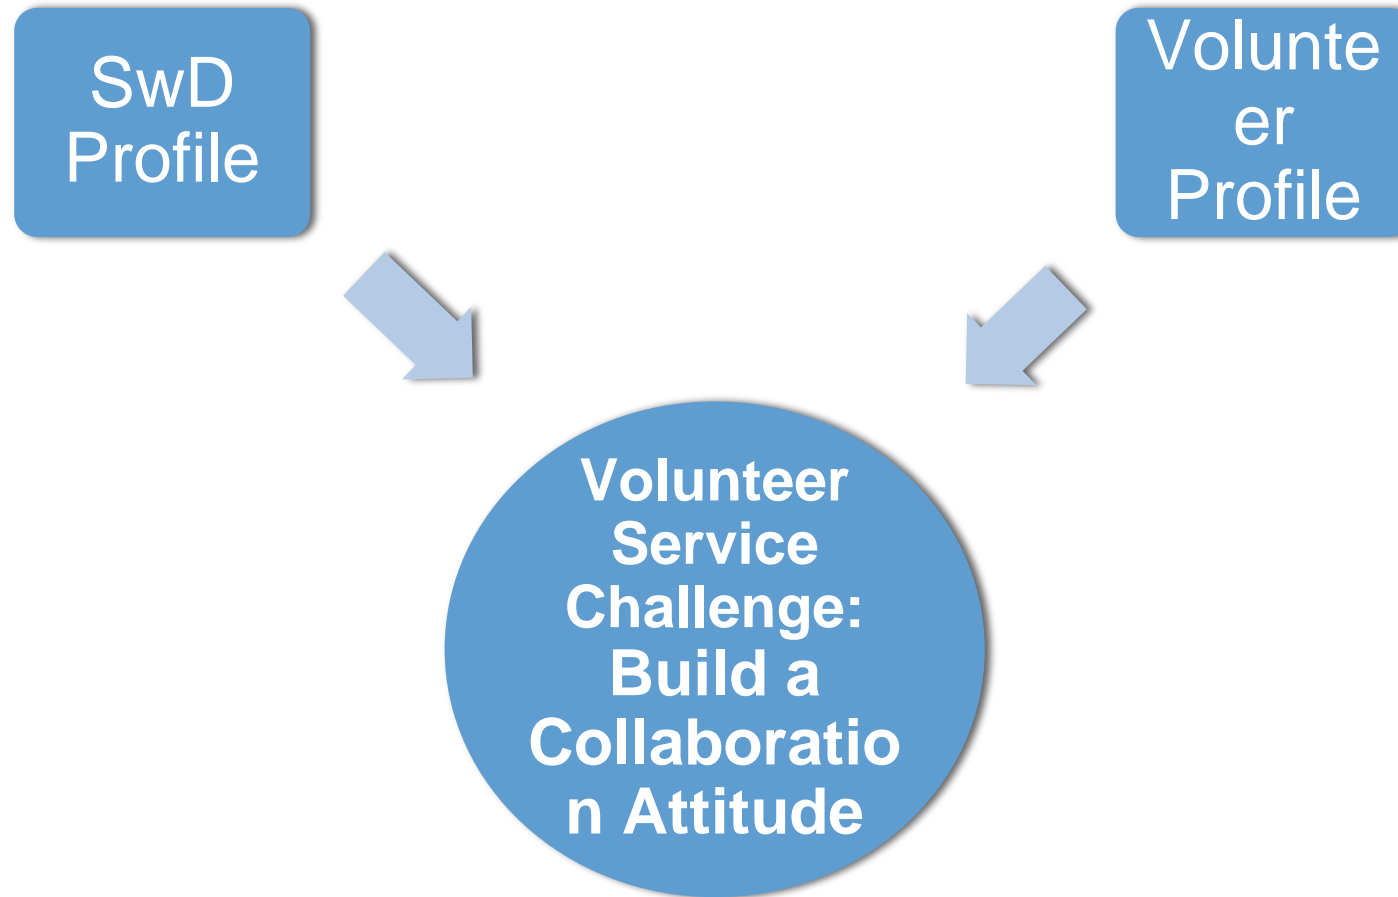 SwD
Profile
Volunte
er
Profile
Volunteer
Service
Challenge:
Build a
Collaboratio
n Attitude